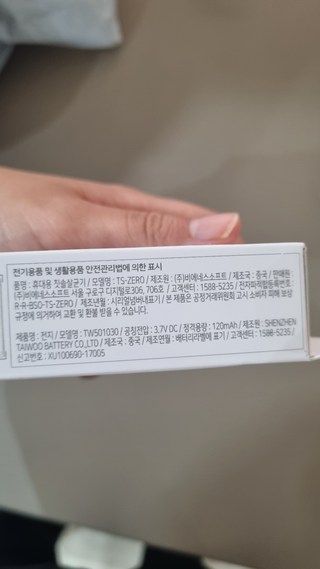 전기용품 및 생활용품 안전관리법에 의한 표시
품명 : 휴대용 칫솔살균기 / 모델명 : TS-ZERO / 제조원 : (주)비에네스소프트 / 제조국 : 중국 / 판매원
(주)비에네스소프트 서울 구로구 디지털로306, 706호 / 고객센터 : 1588-5235 / 전자파적합등록번호
R-R-BSO-TS-ZERO / 제조년월 : 시리얼넘버내표기 / 본 제품은 공정거래위원회 고시 소비자 피해 보상
규정에 의거하여 교환 및 환불 받을 수 있습니다.
제품명 : 전지 / 모델명 : TW501030 / 공칭전압 : 3.7V DC / 정격용량 : 120mAh / 제조원 : SHENZHEN
TAIWOO BATTERY CO.,LTD / 제조국 : 중국 / 제조연월 : 배터리라벨에 표기 / 고객센터 : 1588-5235 /
신고번호 : XU100690-17005